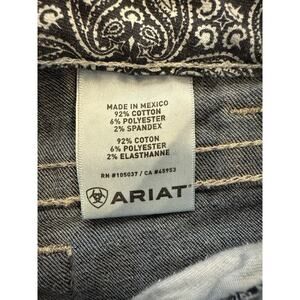 MADE IN MEXICO
92% COTTON
6% POLYESTER
2% SPANDEX
92% COTON
6% POLYESTER
2% ELASTHANNE
RN #105037 / CA #45953
ARIAT